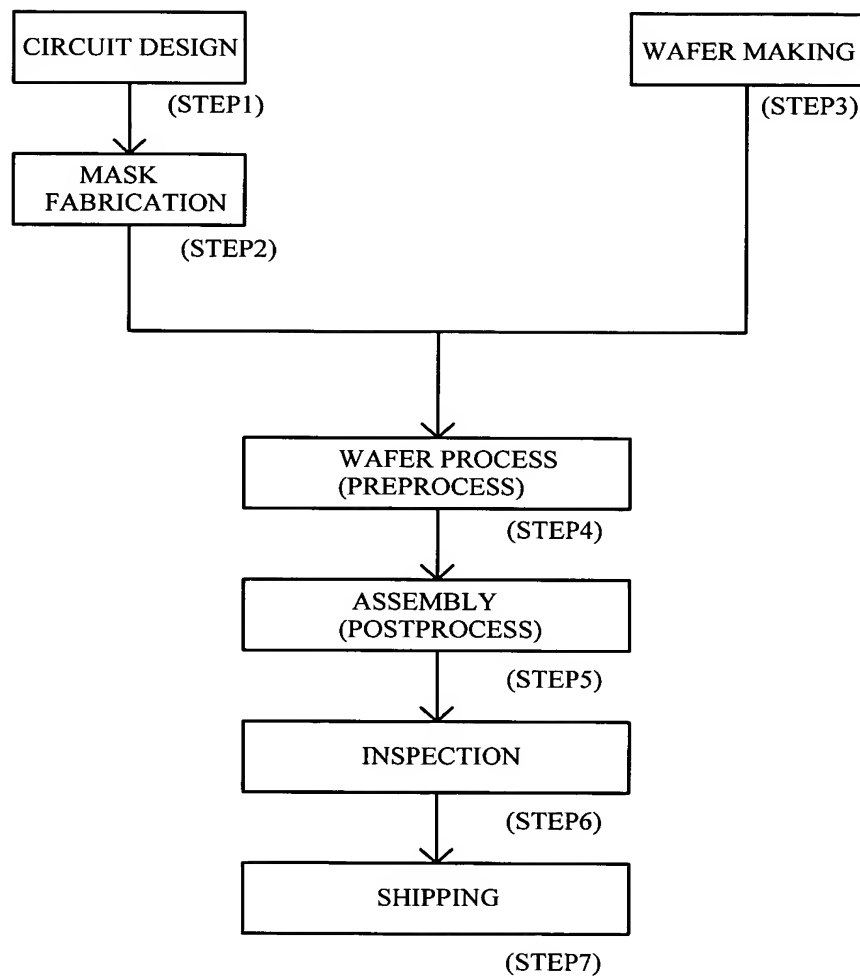 CIRCUIT DESIGN
(STEP1)
MASK
FABRICATION
(STEP2)
WAFER MAKING
(STEP3)
WAFER PROCESS
(PREPROCESS)
(STEP4)
ASSEMBLY
(POSTPROCESS)
(STEP5)
INSPECTION
(STEP6)
SHIPPING
(STEP7)